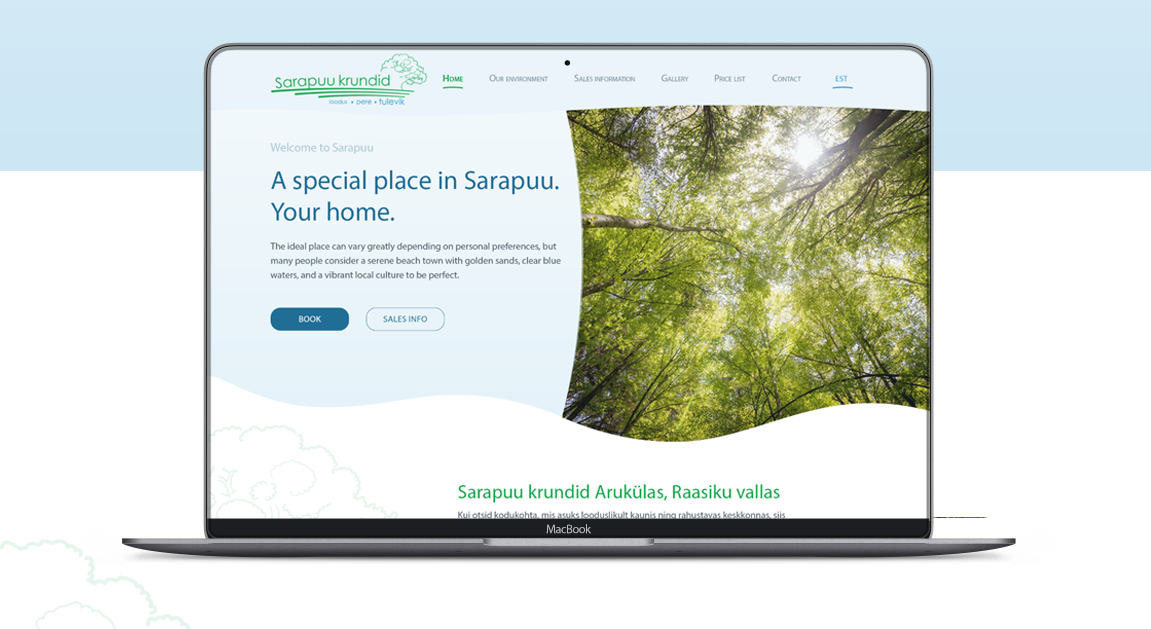 Sarapuu krundid
loodus • pere • tulevik
Home
Our environment
Sales information
Gallery
Price list
Contact
EST
Welcome to Sarapuu
A special place in Sarapuu.
Your home.
The ideal place can vary greatly depending on personal preferences, but
many people consider a serene beach town with golden sands, clear blue
waters, and a vibrant local culture to be perfect.
BOOK
SALES INFO
Sarapuu krundid Arukülas, Raasiku vallas
Kui otsid kodukohta, mis asuks looduslikult kaunis ning rahustavas keskkonnas, siis
MacBook